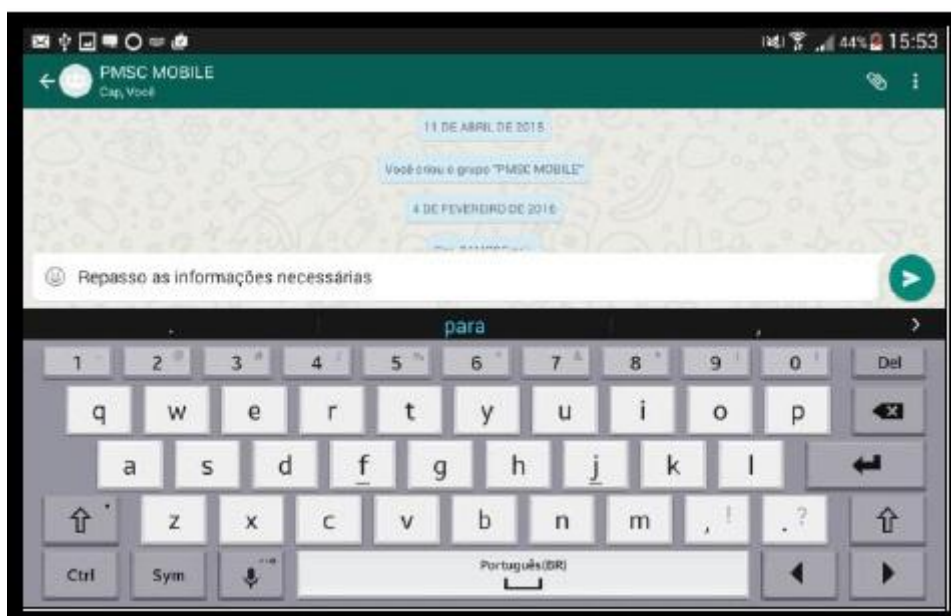 44% 15:53
PMSC MOBILE
Cap, Você
11 DE ABRIL DE 2015
Você criou o grupo "PMSC MOBILE"
4 DE FEVEREIRO DE 2016
Repasso as informações necessárias
. para ,
1 2 3 4 5 6 7 8 9 0 Del
q w e r t y u i o p
a s d f g h j k l
z x c v b n m , ! . ?
Ctrl Sym Português(BR)